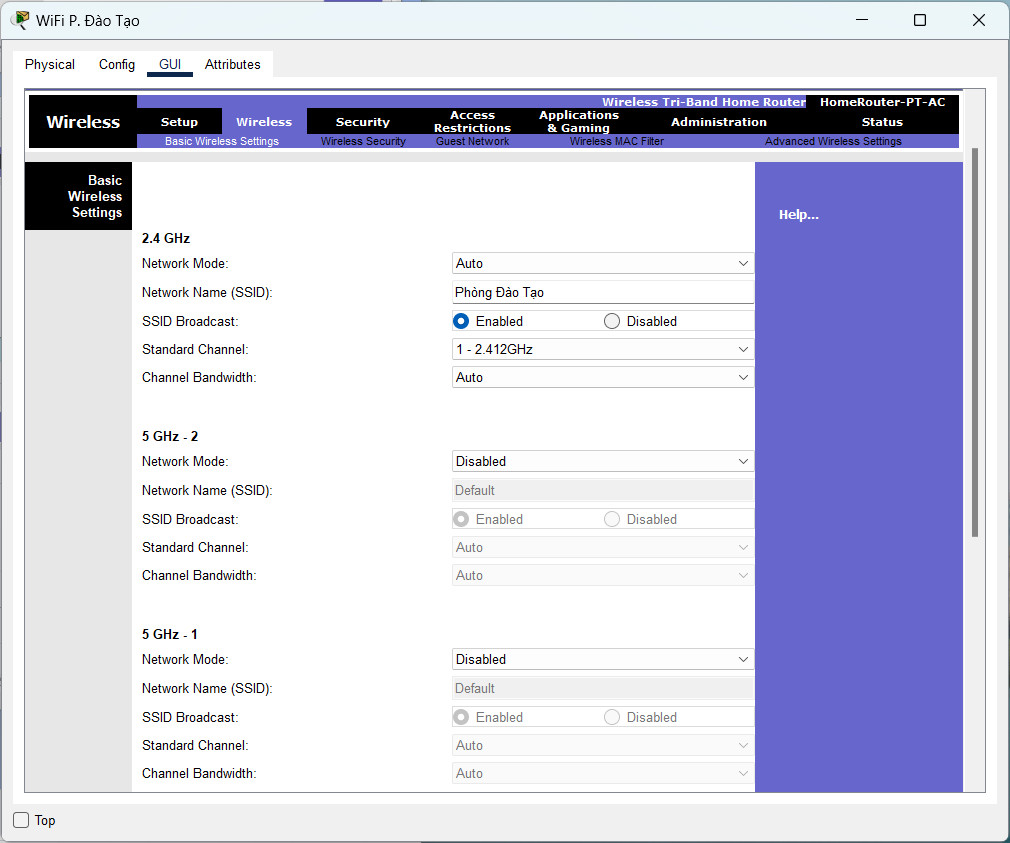 WiFi P. Đào Tạo
Physical Config GUI Attributes
Wireless Tri-Band Home Router HomeRouter-PT-AC
Wireless
Setup Wireless Security Access Restrictions Applications & Gaming Administration Status
Basic Wireless Settings Wireless Security Guest Network Wireless MAC Filter Advanced Wireless Settings
Basic
Wireless
Settings
Help...
2.4 GHz
Network Mode: Auto
Network Name (SSID): Phòng Đào Tạo
SSID Broadcast: Enabled Disabled
Standard Channel: 1 - 2.412GHz
Channel Bandwidth: Auto
5 GHz - 2
Network Mode: Disabled
Network Name (SSID): Default
SSID Broadcast: Enabled Disabled
Standard Channel: Auto
Channel Bandwidth: Auto
5 GHz - 1
Network Mode: Disabled
Network Name (SSID): Default
SSID Broadcast: Enabled Disabled
Standard Channel: Auto
Channel Bandwidth: Auto
Top